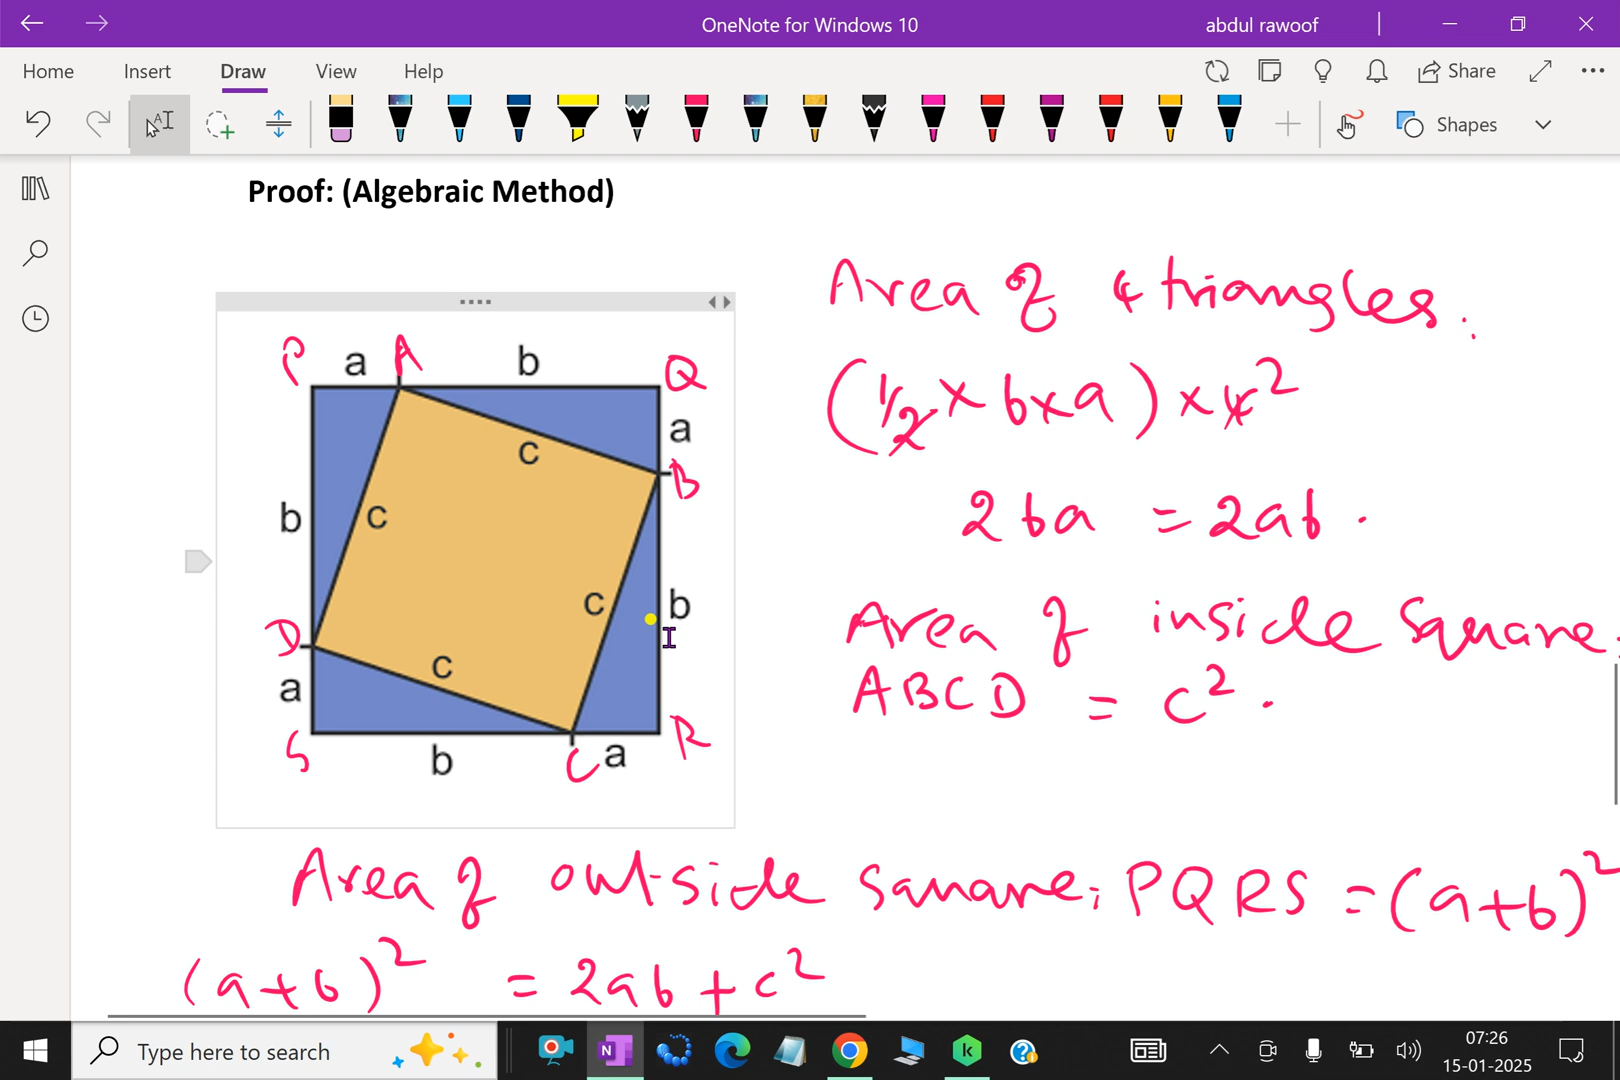 OneNote for Windows 10
abdul rawoof
Home Insert Draw View Help
Share
Shapes
Proof: (Algebraic Method)
Area of 4 triangles.
(1/2 × b × a) × 4 2
2ba = 2ab.
Area of inside square.
ABCD = c².
P a A b Q
a
c
B
b c
c b
D
c
a
S b C a R
Area of outside square; PQRS = (a+b)²
(a+b)² = 2ab + c²
Type here to search
07:26
15-01-2025